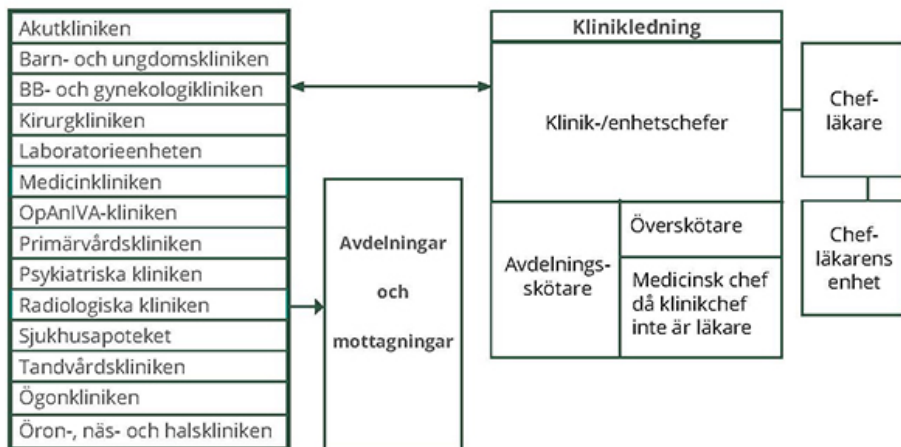 Akutkliniken
Barn- och ungdomskliniken
BB- och gynekologikliniken
Kirurgkliniken
Laboratorieenheten
Medicinkliniken
OpAnIVA-kliniken
Primärvårdskliniken
Psykiatriska kliniken
Radiologiska kliniken
Sjukhusapoteket
Tandvårdskliniken
Ögonkliniken
Öron-, näs- och halskliniken
Avdelningar
och
mottagningar
Klinikledning
Klinik-/enhetschefer
Avdelnings-
skötare
Överskötare
Medicinsk chef
då klinikchef
inte är läkare
Chef-
läkare
Chef-
läkarens
enhet